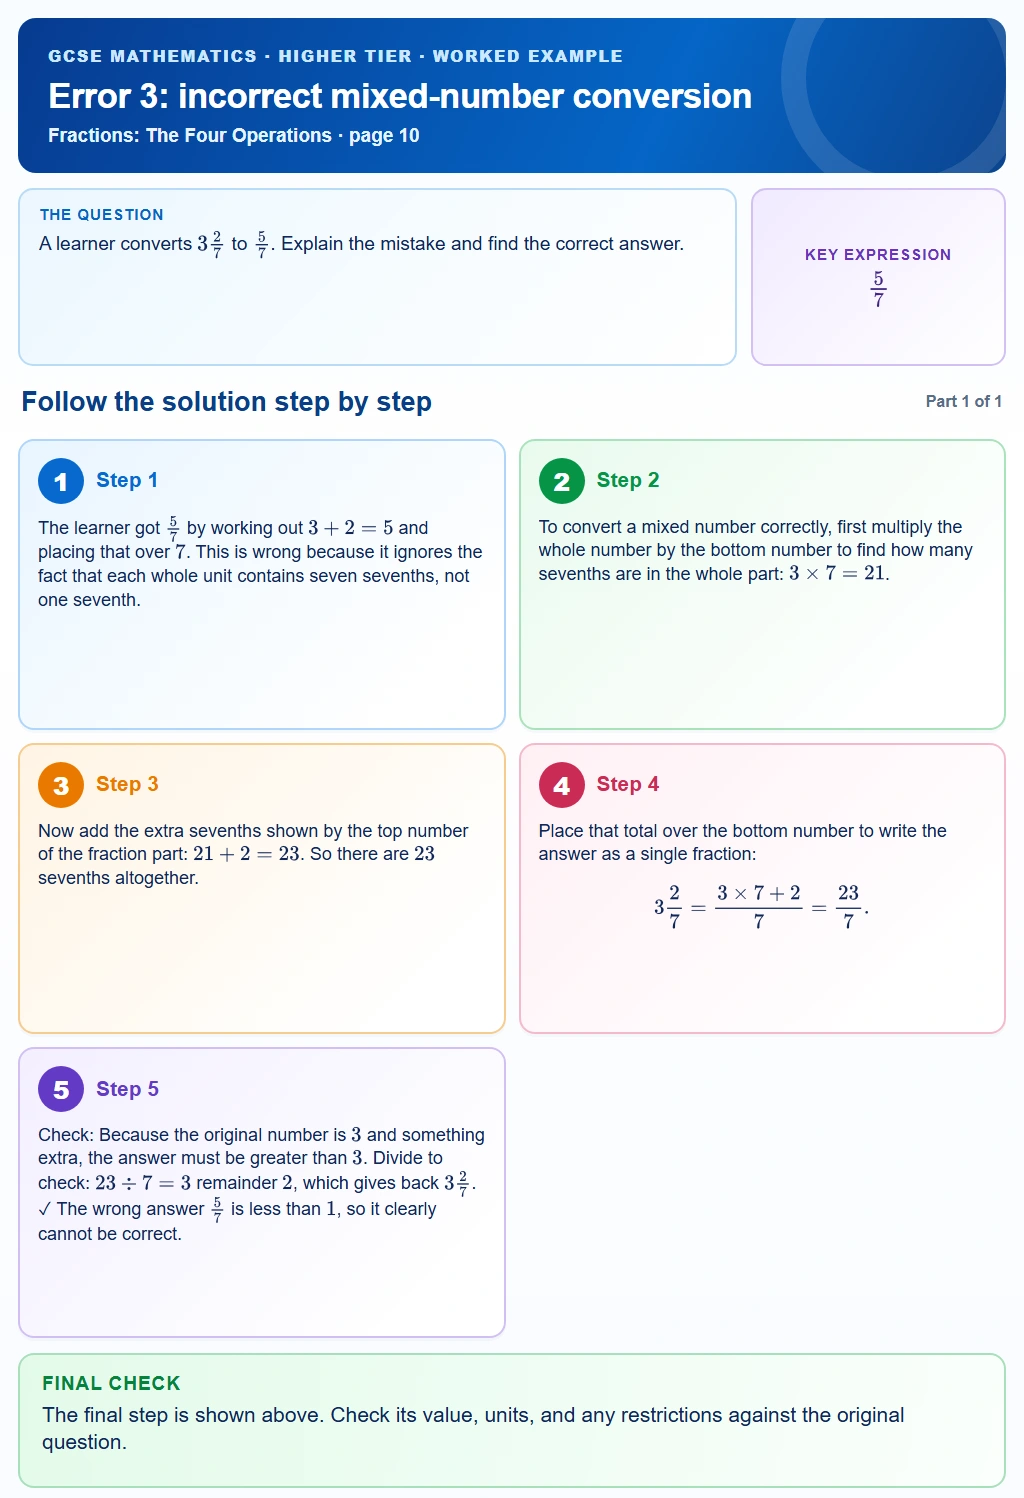 GCSE MATHEMATICS · HIGHER TIER · WORKED EXAMPLE
Error 3: incorrect mixed-number conversion
Fractions: The Four Operations · page 10
THE QUESTION
A learner converts 3 2/7 to 5/7. Explain the mistake and find the correct answer.
KEY EXPRESSION
5/7
Follow the solution step by step
Part 1 of 1
1 Step 1
The learner got 5/7 by working out 3 + 2 = 5 and
placing that over 7. This is wrong because it ignores the
fact that each whole unit contains seven sevenths, not
one seventh.
2 Step 2
To convert a mixed number correctly, first multiply the
whole number by the bottom number to find how many
sevenths are in the whole part: 3 × 7 = 21.
3 Step 3
Now add the extra sevenths shown by the top number
of the fraction part: 21 + 2 = 23. So there are 23
sevenths altogether.
4 Step 4
Place that total over the bottom number to write the
answer as a single fraction:
3 2/7 = (3 × 7 + 2)/7 = 23/7.
5 Step 5
Check: Because the original number is 3 and something
extra, the answer must be greater than 3. Divide to
check: 23 ÷ 7 = 3 remainder 2, which gives back 3 2/7.
✓ The wrong answer 5/7 is less than 1, so it clearly
cannot be correct.
FINAL CHECK
The final step is shown above. Check its value, units, and any restrictions against the original
question.